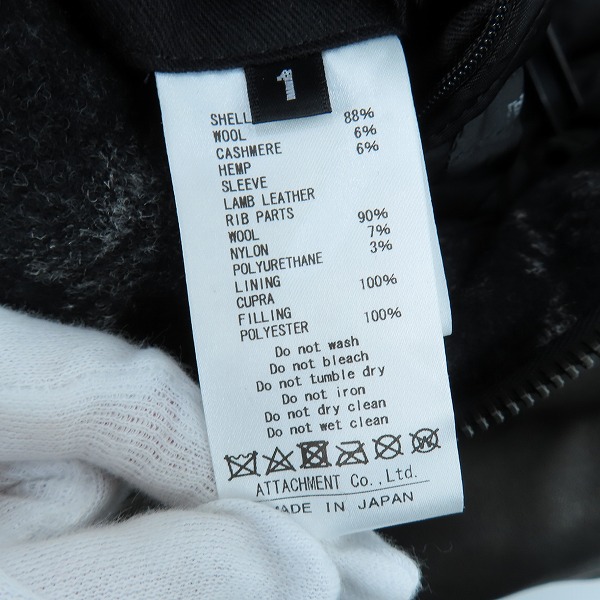 1
SHELL
WOOL 88%
CASHMERE 6%
HEMP 6%
SLEEVE
LAMB LEATHER
RIB PARTS
WOOL 90%
NYLON 7%
POLYURETHANE 3%
LINING
CUPRA 100%
FILLING
POLYESTER 100%
Do not wash
Do not bleach
Do not tumble dry
Do not iron
Do not dry clean
Do not wet clean
ATTACHMENT Co.,Ltd.
MADE IN JAPAN